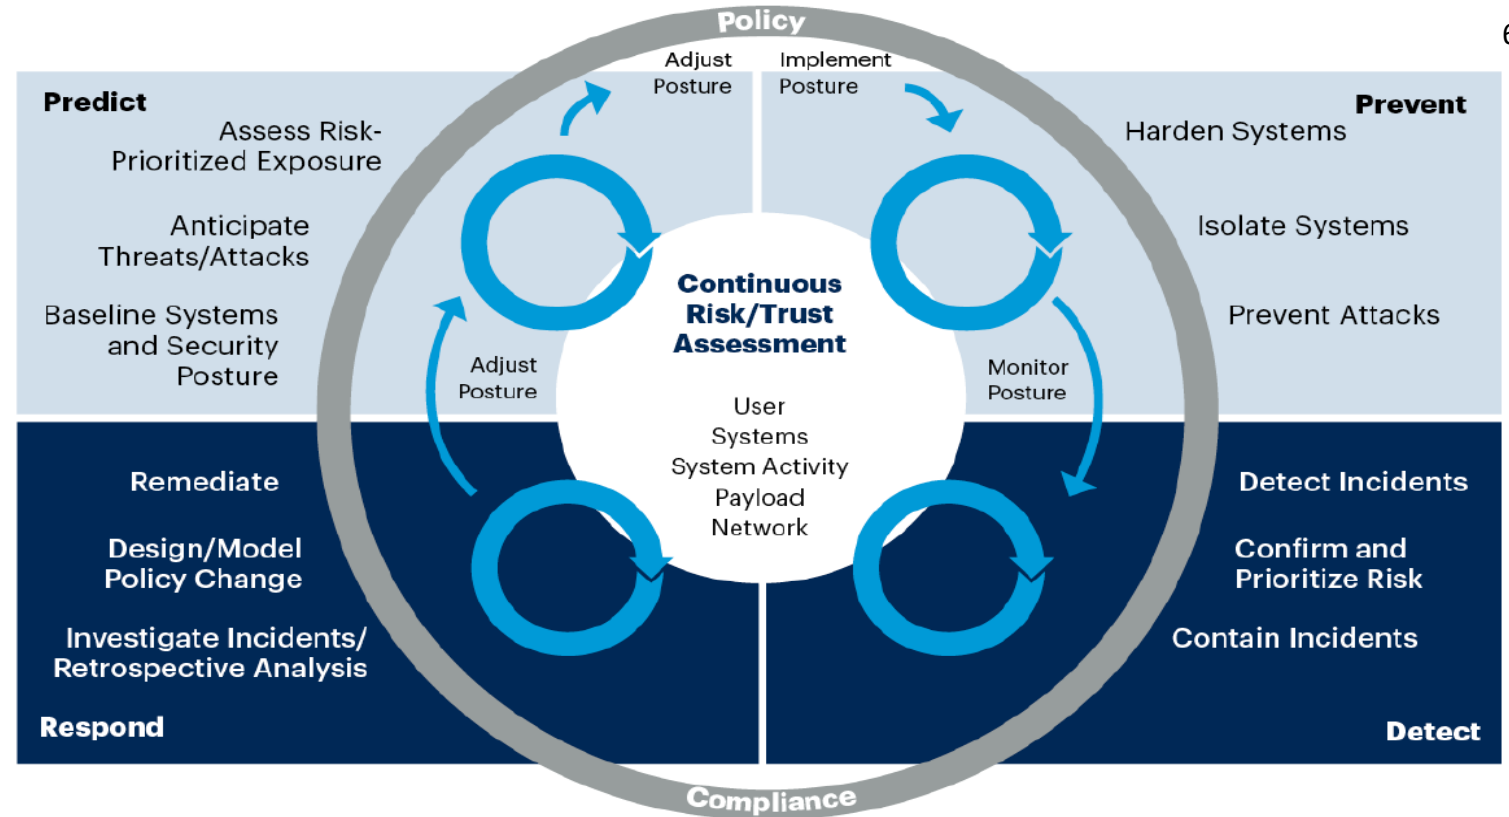 Policy
6
Adjust
Posture
Implement
Posture
Predict
Assess Risk-
Prioritized Exposure
Anticipate
Threats/Attacks
Baseline Systems
and Security
Posture
Adjust
Posture
Prevent
Harden Systems
Isolate Systems
Prevent Attacks
Monitor
Posture
Continuous
Risk/Trust
Assessment
User
Systems
System Activity
Payload
Network
Remediate
Design/Model
Policy Change
Investigate Incidents/
Retrospective Analysis
Respond
Detect Incidents
Confirm and
Prioritize Risk
Contain Incidents
Detect
Compliance